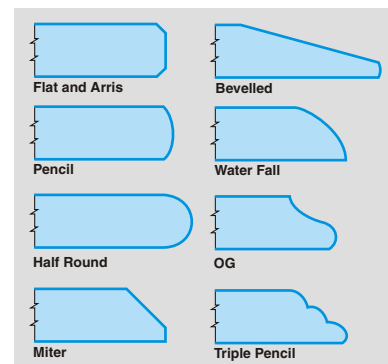 Flat and Arris
Bevelled
Pencil
Water Fall
Half Round
OG
Miter
Triple Pencil